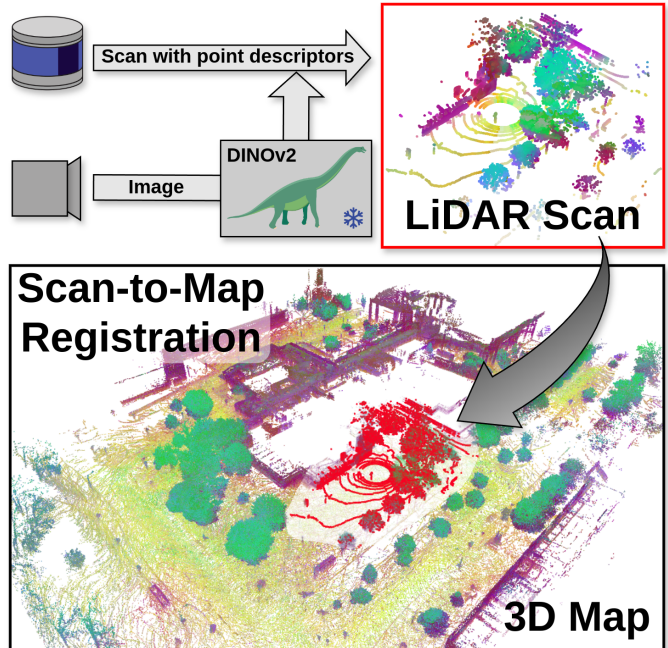 Scan with point descriptors
DINOv2
Image
LiDAR Scan
Scan-to-Map
Registration
3D Map